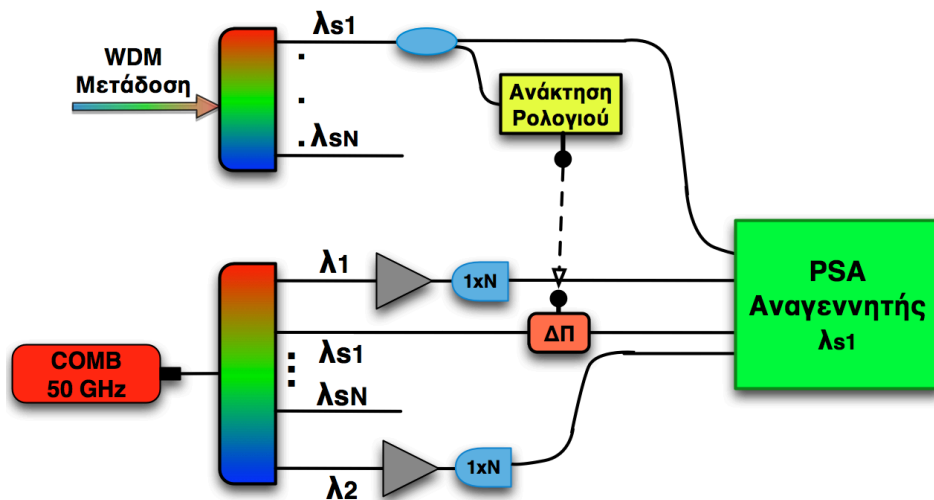 λs1
WDM
Μετάδοση
λsN
Ανάκτηση
Ρολογιού
λ1
1xN
PSA
Αναγεννητής
λs1
ΔΠ
λs1
λsN
COMB
50 GHz
1xN
λ2